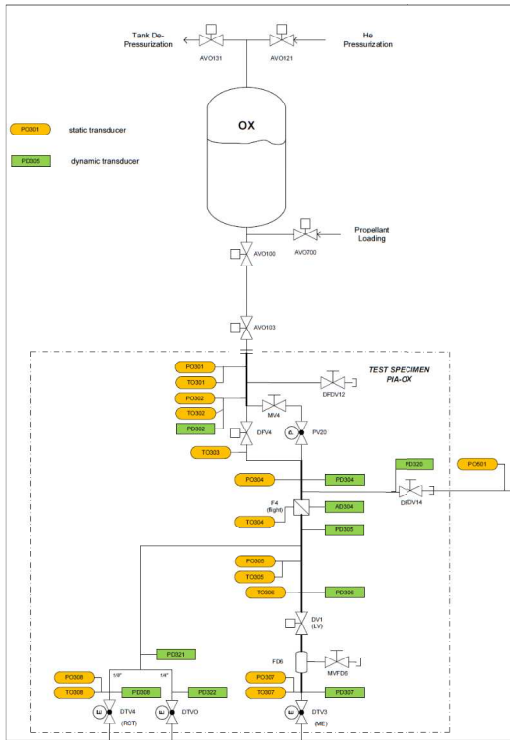 Tank De-
Pressurization
He
Pressurization
AVO131
AVO121
OX
PO301
static transducer
PD305
dynamic transducer
Propellant
Loading
AVO100
AVO700
AVO103
TEST SPECIMEN
PIA-OX
PO301
TO301
DFDV12
PO302
TO302
MV4
PD302
DFV4
PV20
TO303
PD320
PO601
PO304
PD304
F4
(flight)
AD304
DFDV14
TO304
PD305
PO305
TO305
TO306
PD306
DV1
(LV)
PD321
FD6
MVFD6
PO308
1/8"
1/8"
PO307
TO308
PD308
PD322
TO307
PD307
DTV4
DTVO
DTV3
(RCT)
(ME)